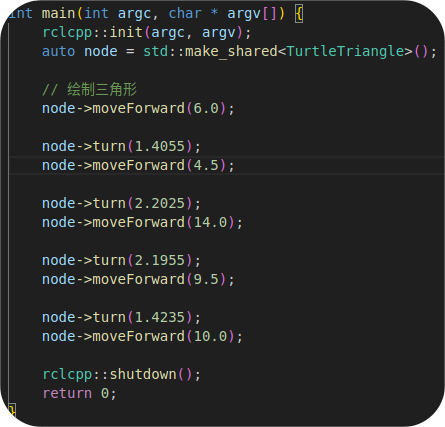 int main(int argc, char * argv[]) {
rclcpp::init(argc, argv);
auto node = std::make_shared<TurtleTriangle>();
// 绘制三角形
node->moveForward(6.0);
node->turn(1.4055);
node->moveForward(4.5);
node->turn(2.2025);
node->moveForward(14.0);
node->turn(2.1955);
node->moveForward(9.5);
node->turn(1.4235);
node->moveForward(10.0);
rclcpp::shutdown();
return 0;
}